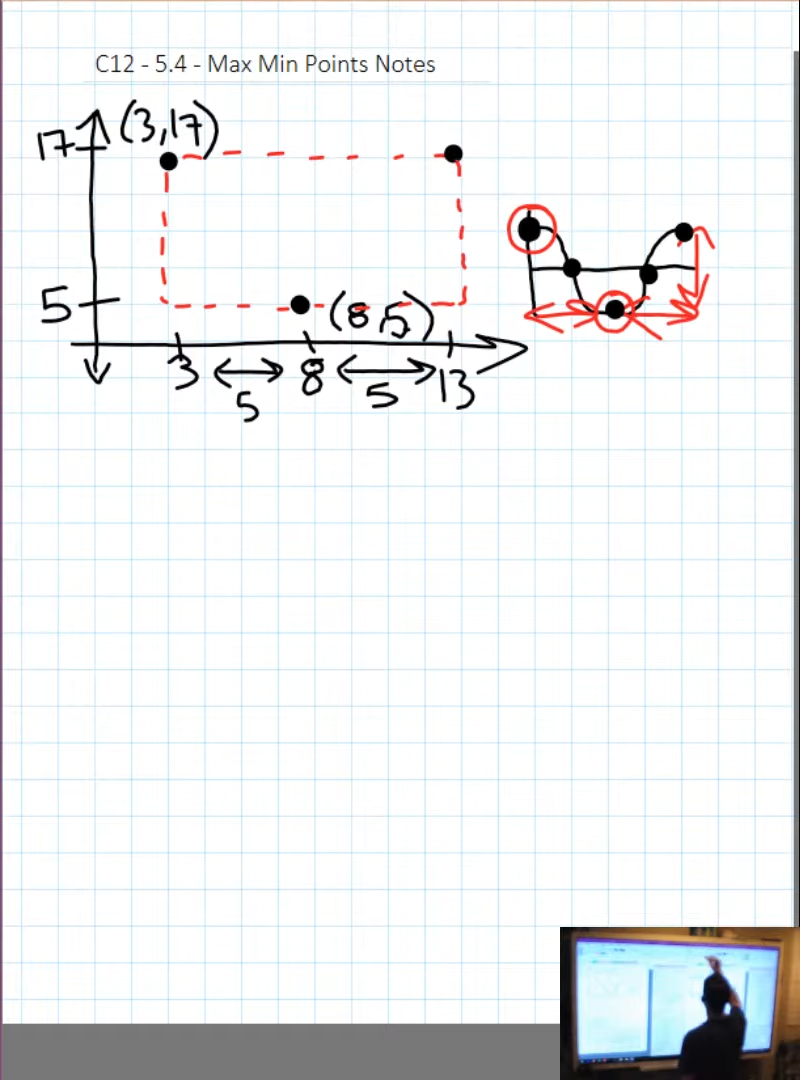 C12 - 5.4 - Max Min Points Notes
(3,17)
17
5
(8,5)
3 8 13
5 5